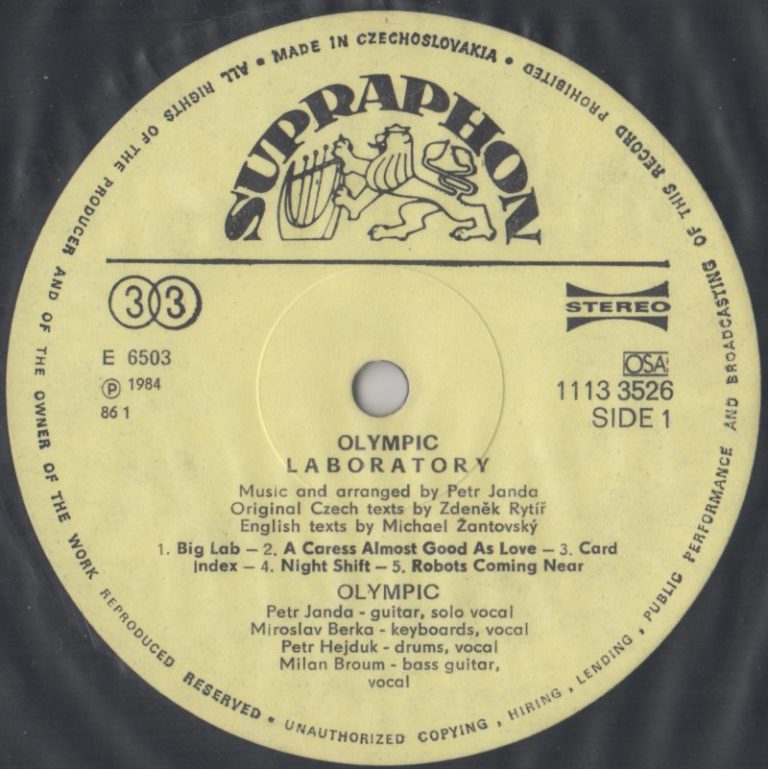 ALL RIGHTS OF THE PRODUCER AND OF THE OWNER OF THE WORK REPRODUCED RESERVED • UNAUTHORIZED COPYING, HIRING, LENDING, PUBLIC PERFORMANCE AND BROADCASTING OF THIS RECORD PROHIBITED • MADE IN CZECHOSLOVAKIA •
SUPRAPHON
33
STEREO
E 6503
℗ 1984
86 1
OSA
1113 3526
SIDE 1
OLYMPIC
LABORATORY
Music and arranged by Petr Janda
Original Czech texts by Zdeněk Rytíř
English texts by Michael Žantovský
1. Big Lab – 2. A Caress Almost Good As Love – 3. Card
Index – 4. Night Shift – 5. Robots Coming Near
OLYMPIC
Petr Janda - guitar, solo vocal
Miroslav Berka - keyboards, vocal
Petr Hejduk - drums, vocal
Milan Broum - bass guitar,
vocal